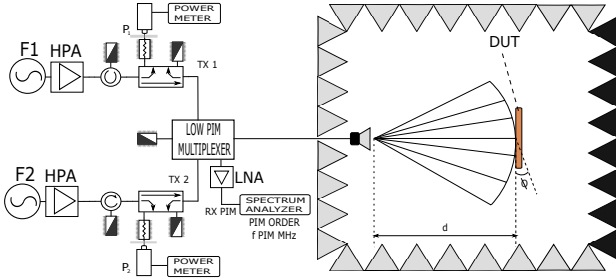 POWER
METER
P1
F1 HPA
TX 1
DUT
LOW PIM
MULTIPLEXER
F2 HPA
TX 2
LNA
RX PIM
SPECTRUM
ANALYZER
PIM ORDER
f PIM MHz
P2
POWER
METER
d
φ